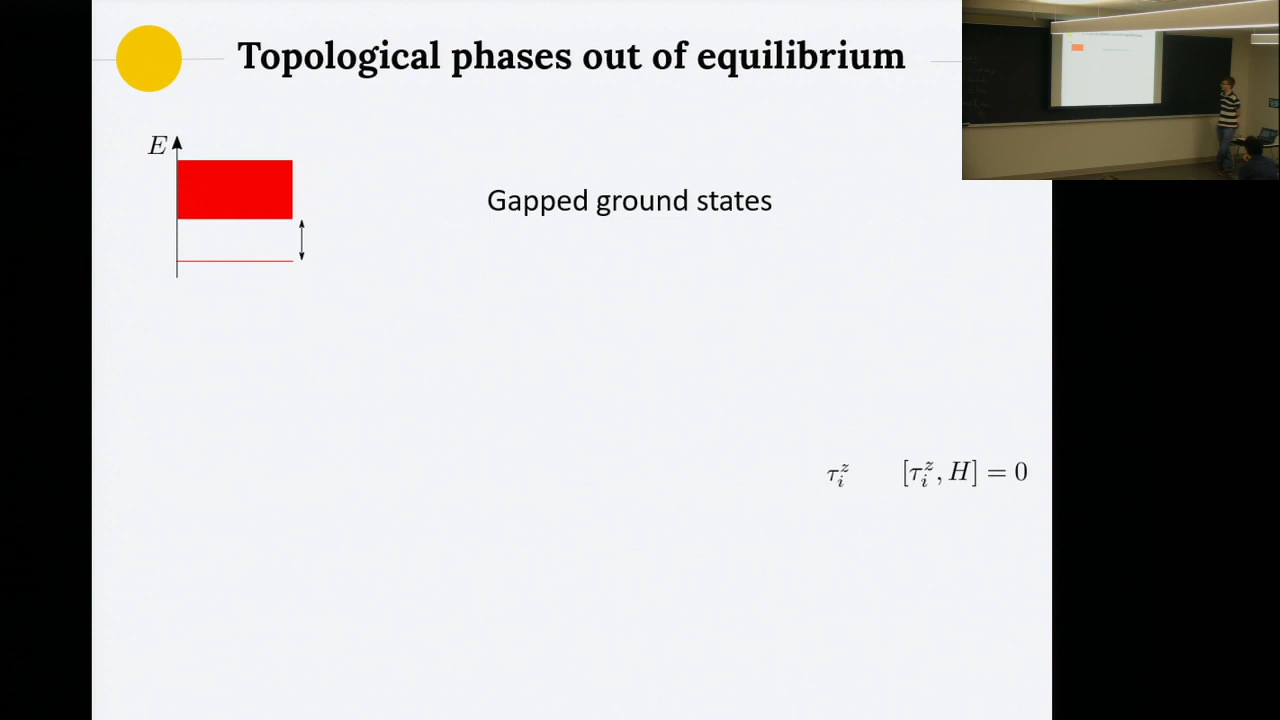 Topological phases out of equilibrium
E
Gapped ground states
τ_i^z [τ_i^z, H] = 0